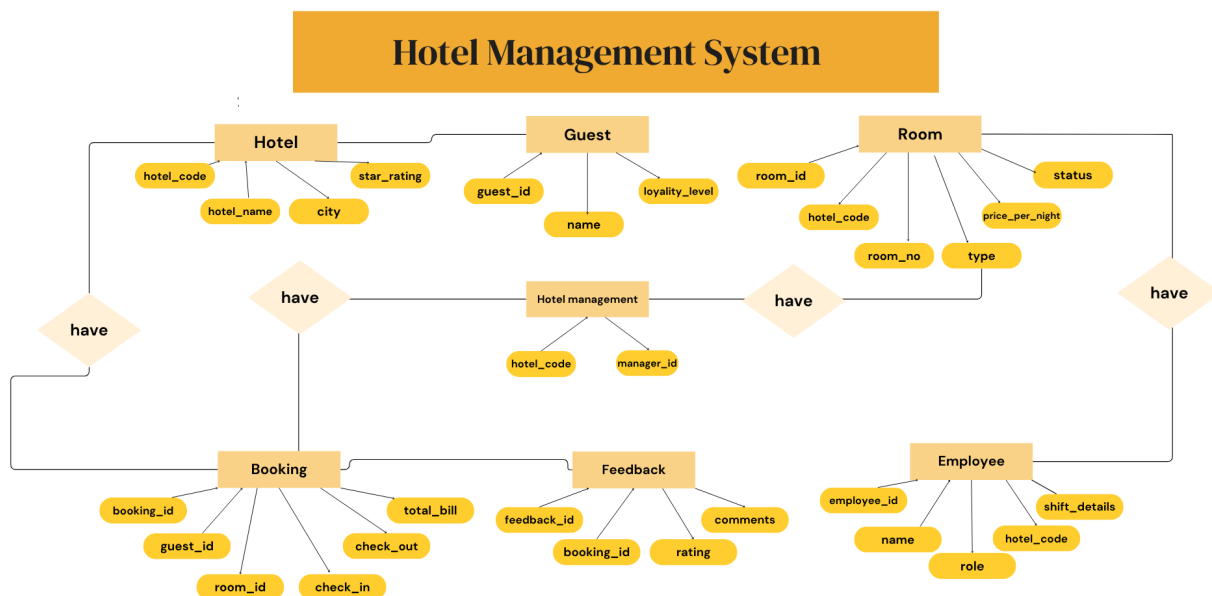 Hotel Management System
Hotel
hotel_code
hotel_name
city
star_rating
Guest
guest_id
name
loyality_level
Room
room_id
hotel_code
room_no
type
price_per_night
status
have
have
Hotel management
hotel_code
manager_id
have
have
Booking
booking_id
guest_id
room_id
check_in
check_out
total_bill
Feedback
feedback_id
booking_id
rating
comments
Employee
employee_id
name
role
hotel_code
shift_details